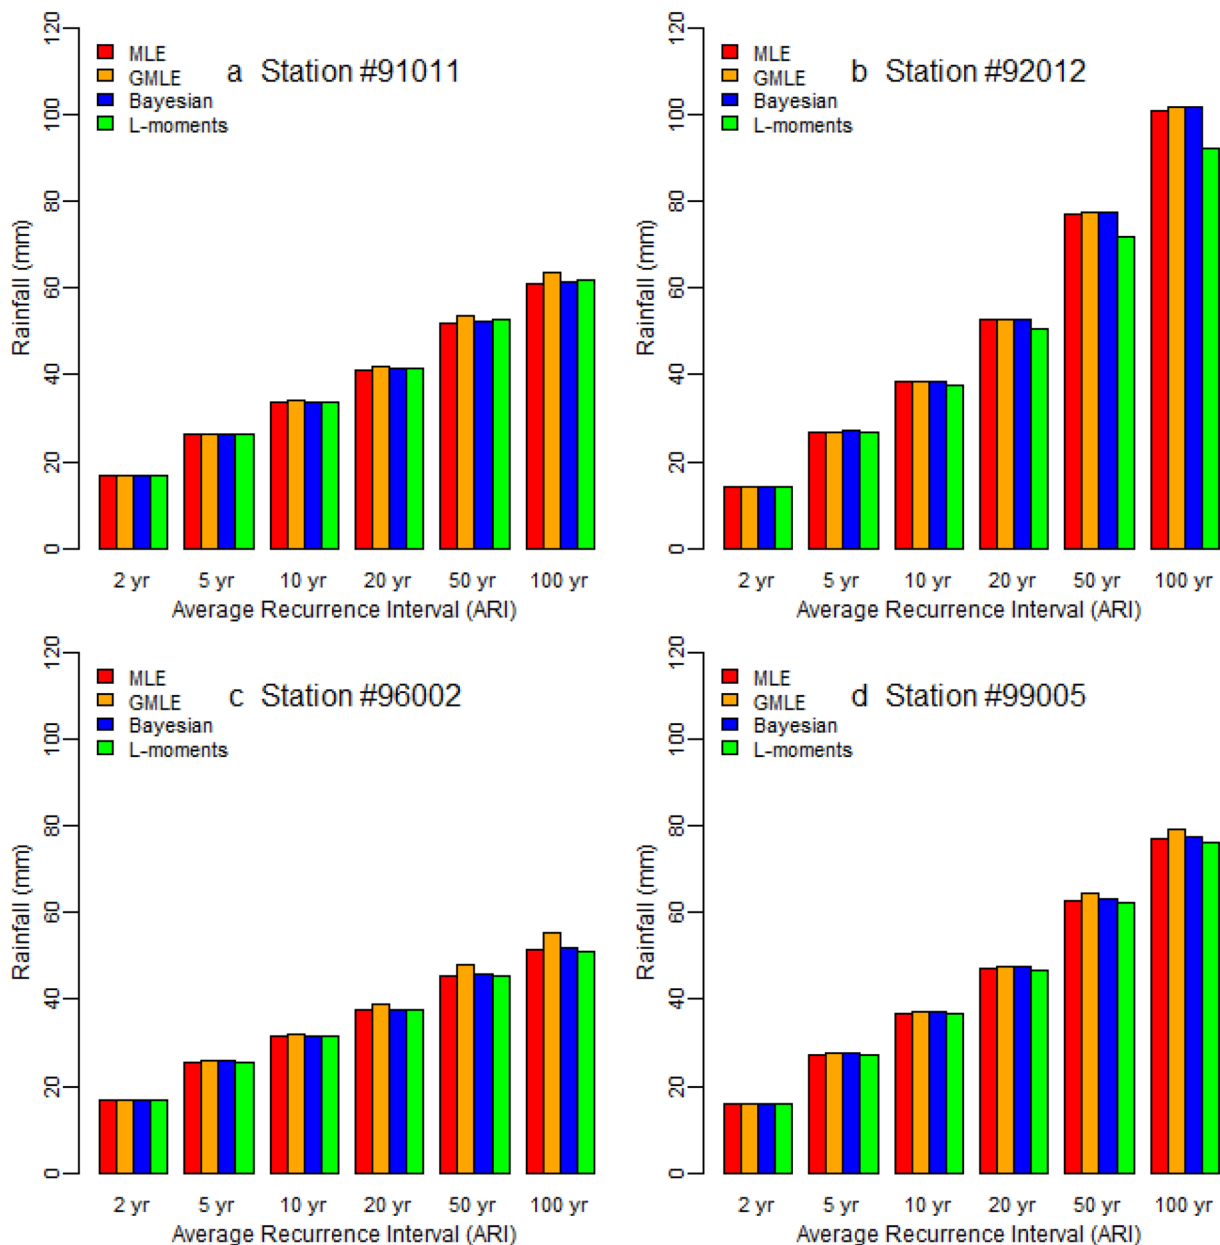 120
100
80
60
40
20
0
Rainfall (mm)
MLE
GMLE
Bayesian
L-moments
a Station #91011
2 yr 5 yr 10 yr 20 yr 50 yr 100 yr
Average Recurrence Interval (ARI)
120
100
80
60
40
20
0
Rainfall (mm)
MLE
GMLE
Bayesian
L-moments
b Station #92012
2 yr 5 yr 10 yr 20 yr 50 yr 100 yr
Average Recurrence Interval (ARI)
120
100
80
60
40
20
0
Rainfall (mm)
MLE
GMLE
Bayesian
L-moments
c Station #96002
2 yr 5 yr 10 yr 20 yr 50 yr 100 yr
Average Recurrence Interval (ARI)
120
100
80
60
40
20
0
Rainfall (mm)
MLE
GMLE
Bayesian
L-moments
d Station #99005
2 yr 5 yr 10 yr 20 yr 50 yr 100 yr
Average Recurrence Interval (ARI)